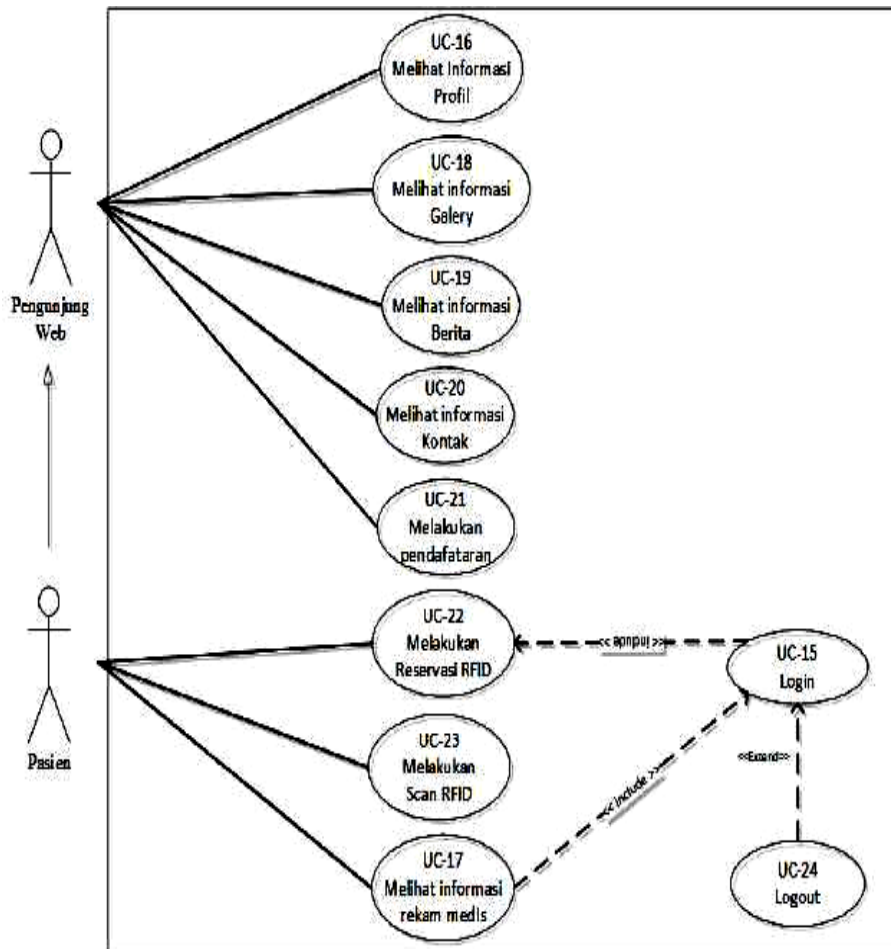 UC-16
Melihat Informasi
Profil
UC-18
Melihat informasi
Galery
UC-19
Melihat informasi
Berita
UC-20
Melihat informasi
Kontak
UC-21
Melakukan
pendafataran
Pengunjung
Web
UC-22
Melakukan
Reservasi RFID
<< include >>
UC-15
Login
UC-23
Melakukan
Scan RFID
<< include >>
<<Extend>>
Pasien
UC-17
Melihat informasi
rekam medis
UC-24
Logout